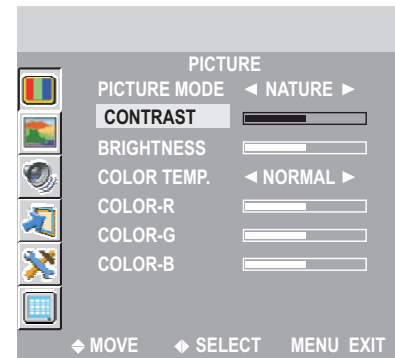 PICTURE
PICTURE MODE ◄ NATURE ►
CONTRAST
BRIGHTNESS
COLOR TEMP. ◄ NORMAL ►
COLOR-R
COLOR-G
COLOR-B
MOVE SELECT MENU EXIT